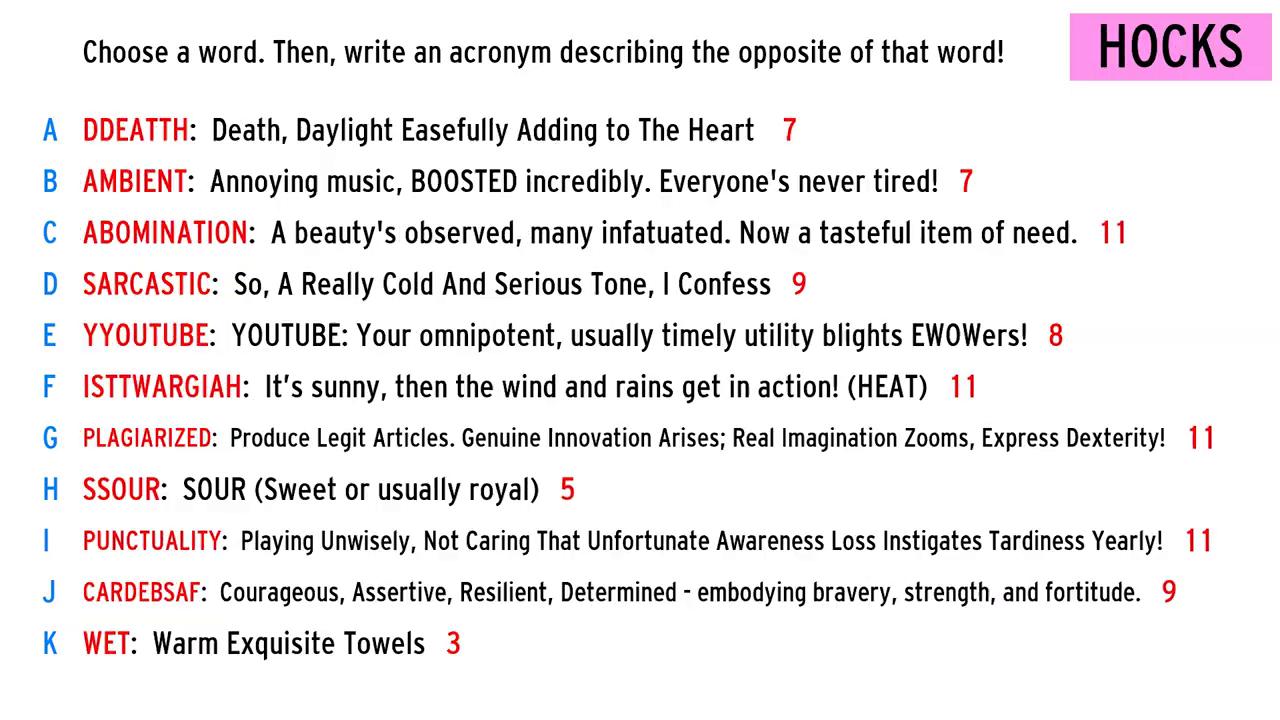 Choose a word. Then, write an acronym describing the opposite of that word!
HOCKS
A DDEATTH: Death, Daylight Easefully Adding to The Heart 7
B AMBIENT: Annoying music, BOOSTED incredibly. Everyone's never tired! 7
C ABOMINATION: A beauty's observed, many infatuated. Now a tasteful item of need. 11
D SARCASTIC: So, A Really Cold And Serious Tone, I Confess 9
E YYOUTUBE: YOUTUBE: Your omnipotent, usually timely utility blights EWOWers! 8
F ISTTWARGIAH: It’s sunny, then the wind and rains get in action! (HEAT) 11
G PLAGIARIZED: Produce Legit Articles. Genuine Innovation Arises; Real Imagination Zooms, Express Dexterity! 11
H SSOUR: SOUR (Sweet or usually royal) 5
I PUNCTUALITY: Playing Unwisely, Not Caring That Unfortunate Awareness Loss Instigates Tardiness Yearly! 11
J CARDEBSAF: Courageous, Assertive, Resilient, Determined - embodying bravery, strength, and fortitude. 9
K WET: Warm Exquisite Towels 3